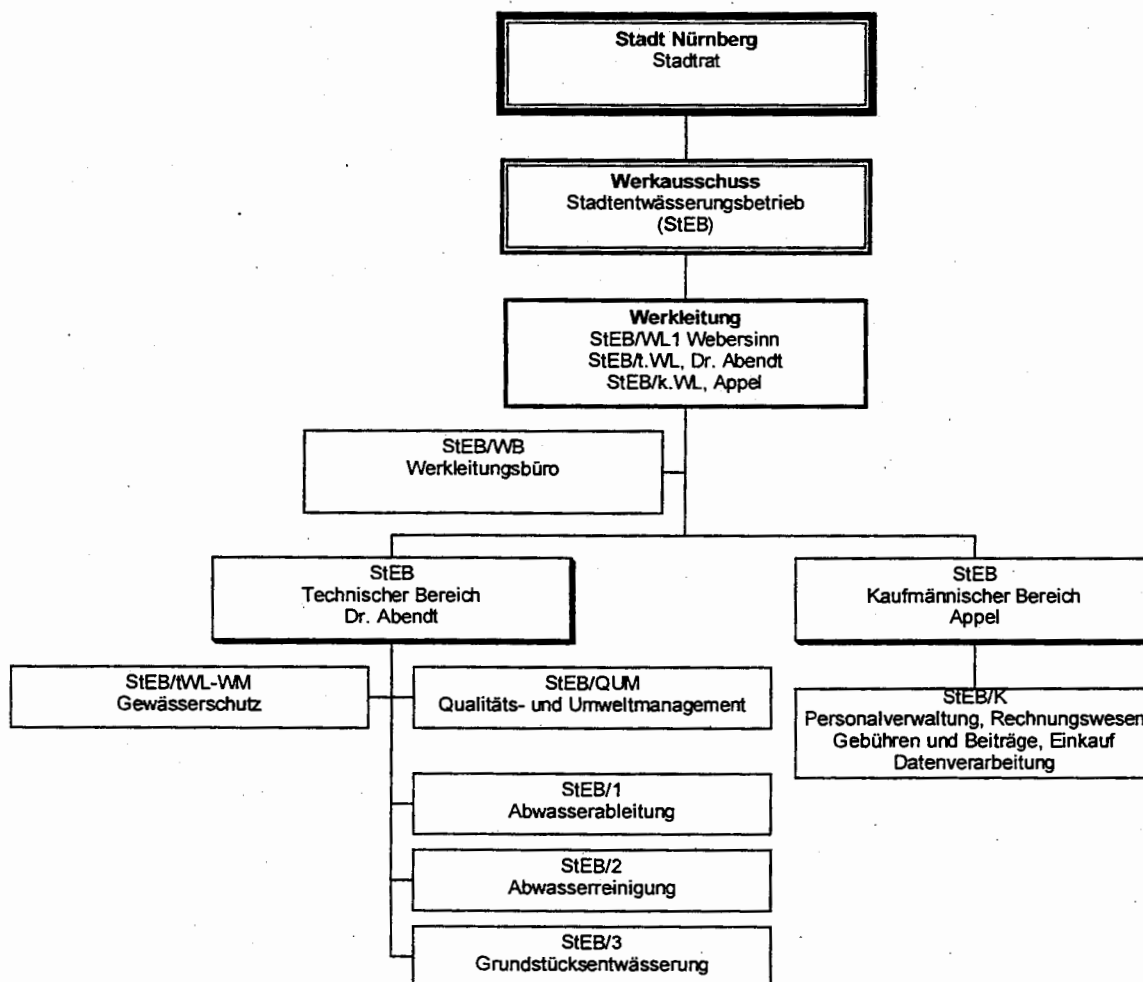 Stadt Nürnberg
Stadtrat
Werkausschuss
Stadtentwässerungsbetrieb
(StEB)
Werkleitung
StEB/WL1 Webersinn
StEB/t.WL, Dr. Abendt
StEB/k.WL, Appel
StEB/WB
Werkleitungsbüro
StEB
Technischer Bereich
Dr. Abendt
StEB
Kaufmännischer Bereich
Appel
StEB/tWL-WM
Gewässerschutz
StEB/QUM
Qualitäts- und Umweltmanagement
StEB/K
Personalverwaltung, Rechnungswesen
Gebühren und Beiträge, Einkauf
Datenverarbeitung
StEB/1
Abwasserableitung
StEB/2
Abwasserreinigung
StEB/3
Grundstücksentwässerung